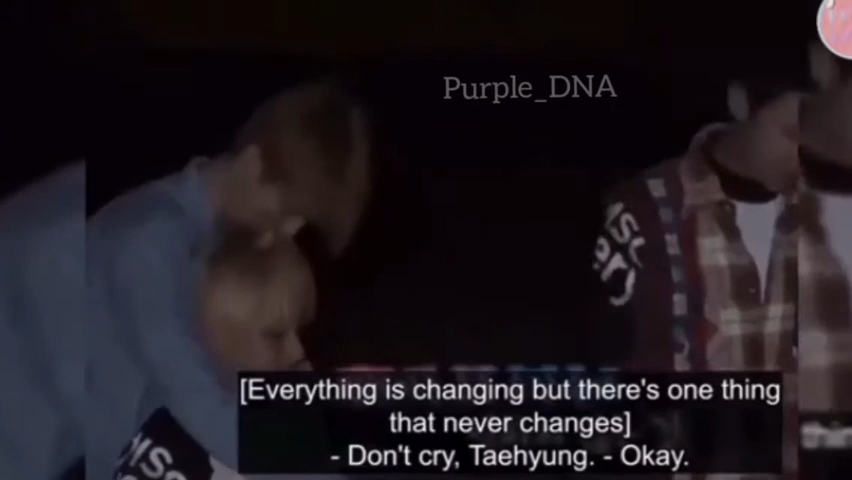 Purple_DNA
[Everything is changing but there's one thing
that never changes]
- Don't cry, Taehyung. - Okay.